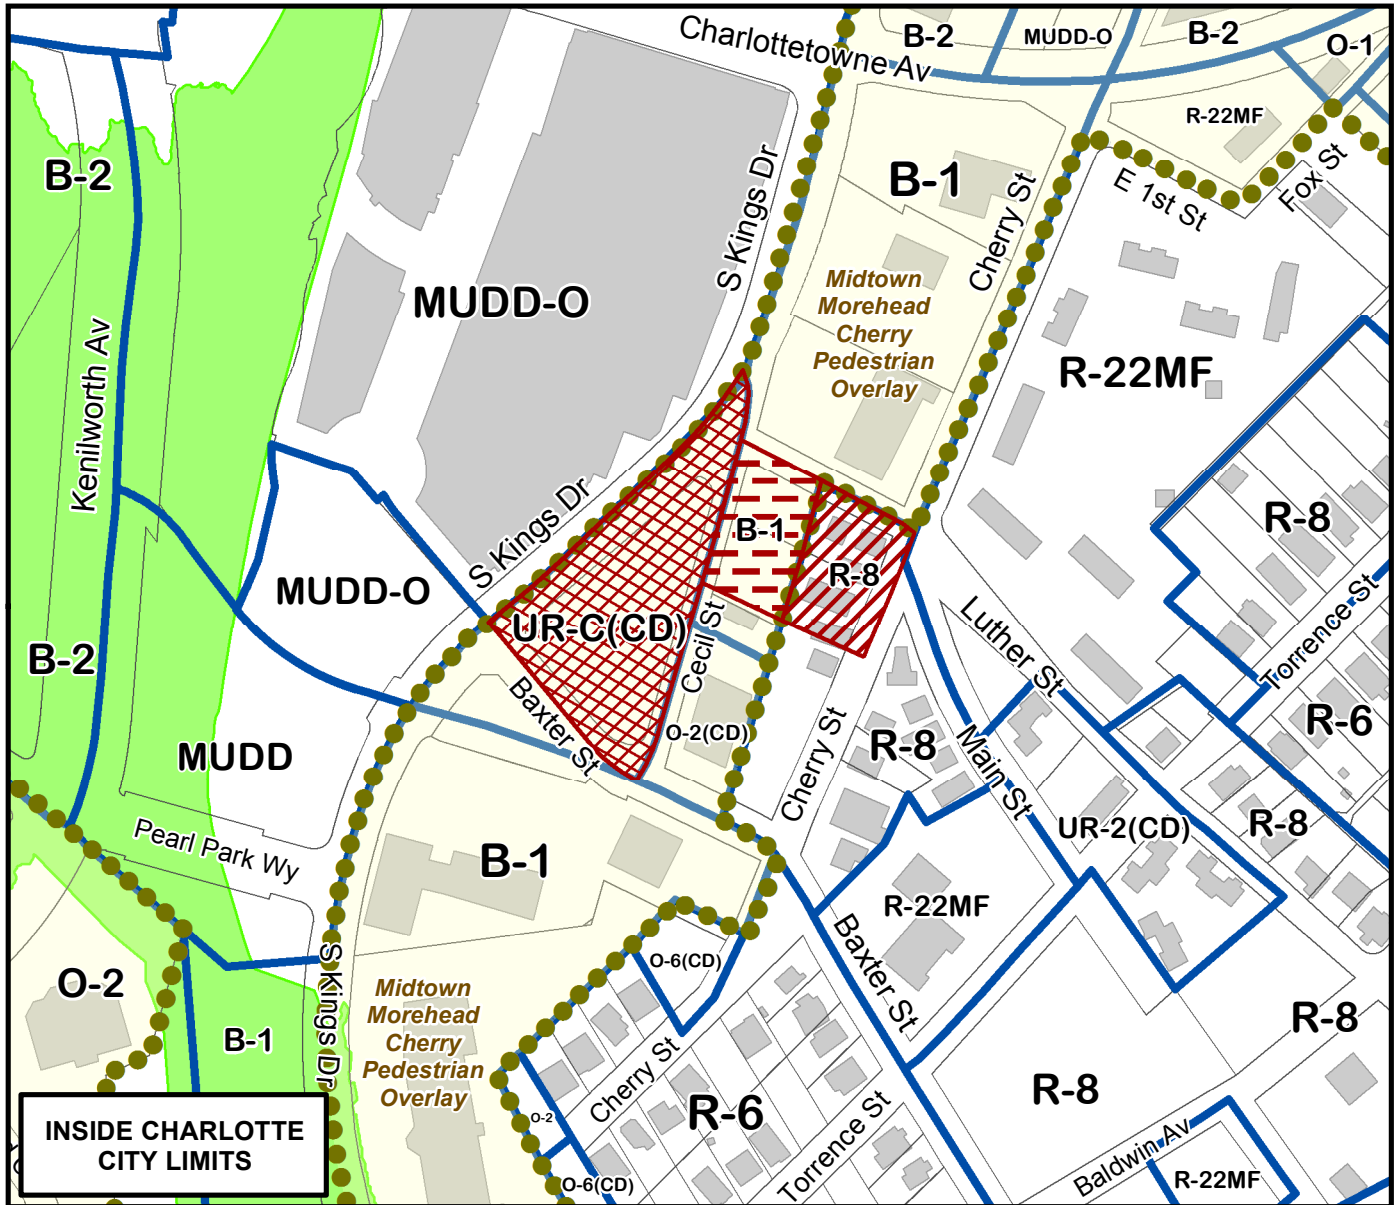 Charlottetowne Av
B-2
MUDD-O
B-2
O-1
R-22MF
B-2
S Kings Dr
B-1
Cherry St
E 1st St
Fox St
MUDD-O
Midtown
Morehead
Cherry
Pedestrian
Overlay
R-22MF
Kenilworth Av
S Kings Dr
B-1
R-8
R-8
MUDD-O
UR-C(CD)
Cecil St
Luther St
Torrence St
B-2
Baxter St
O-2(CD)
Cherry St
R-8
Main St
R-6
MUDD
UR-2(CD)
R-8
Pearl Park Wy
B-1
R-22MF
Baxter St
O-2
S Kings Dr
O-6(CD)
Midtown
Morehead
Cherry
Pedestrian
Overlay
B-1
R-8
R-8
Cherry St
R-6
O-2
Torrence St
Baldwin Av
O-6(CD)
R-22MF
INSIDE CHARLOTTE
CITY LIMITS